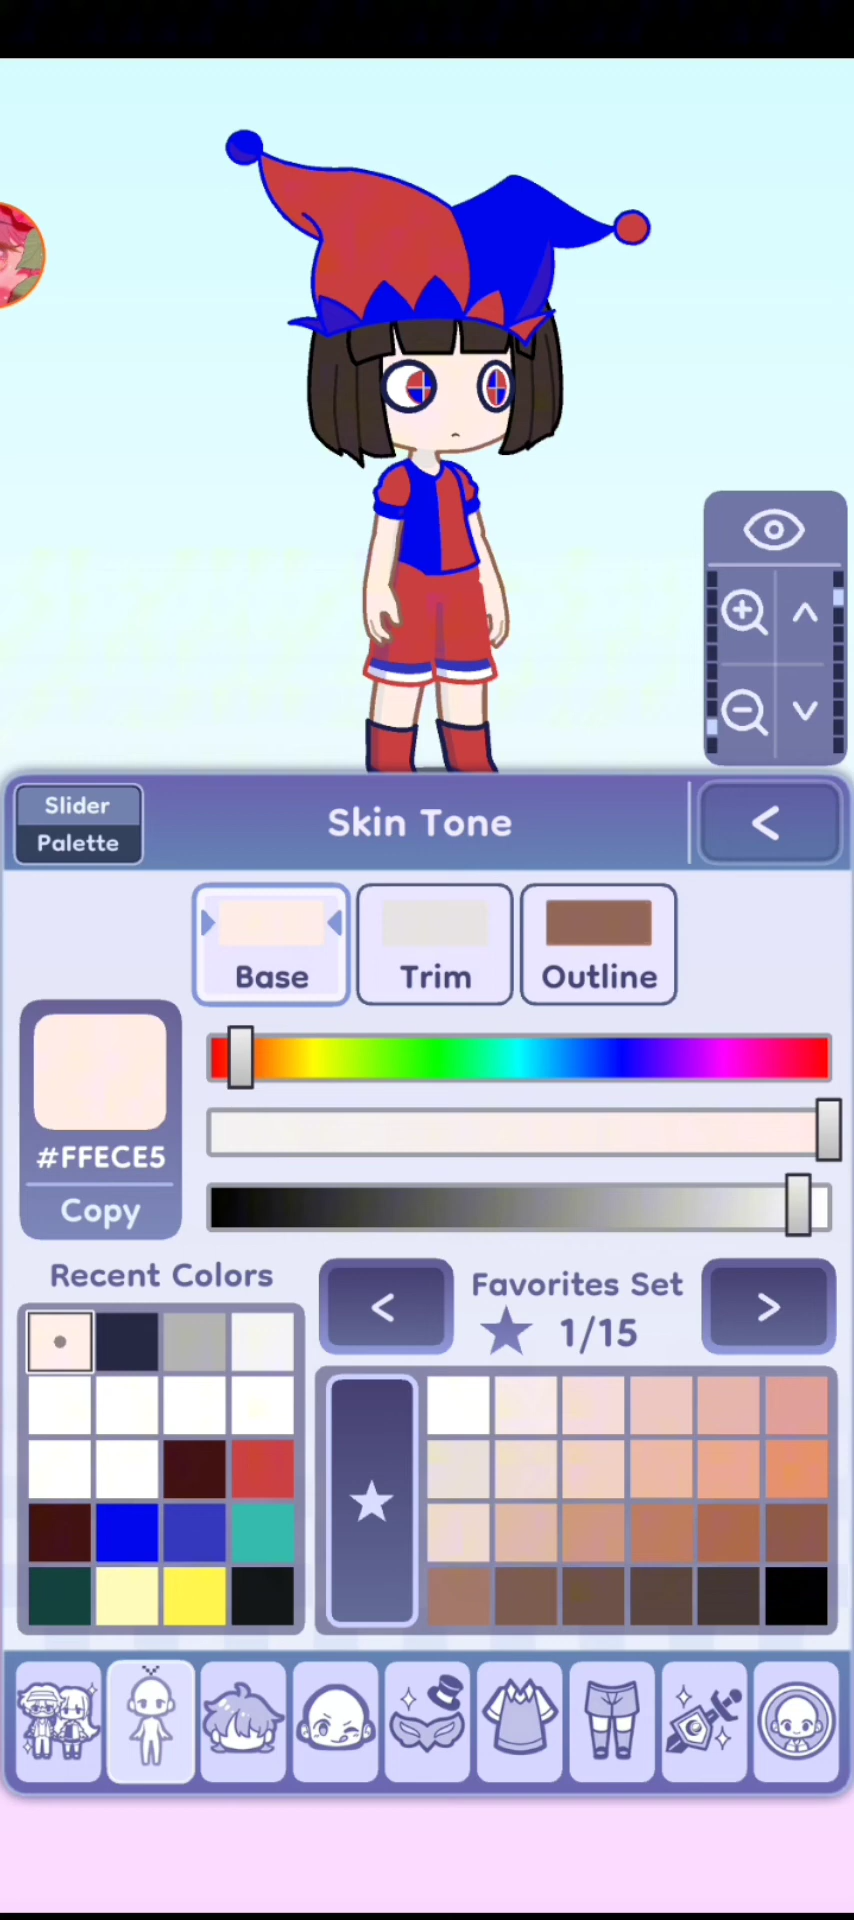 Slider
Palette
Skin Tone
<
Base
Trim
Outline
#FFECE5
Copy
Recent Colors
<
Favorites Set
1/15
>